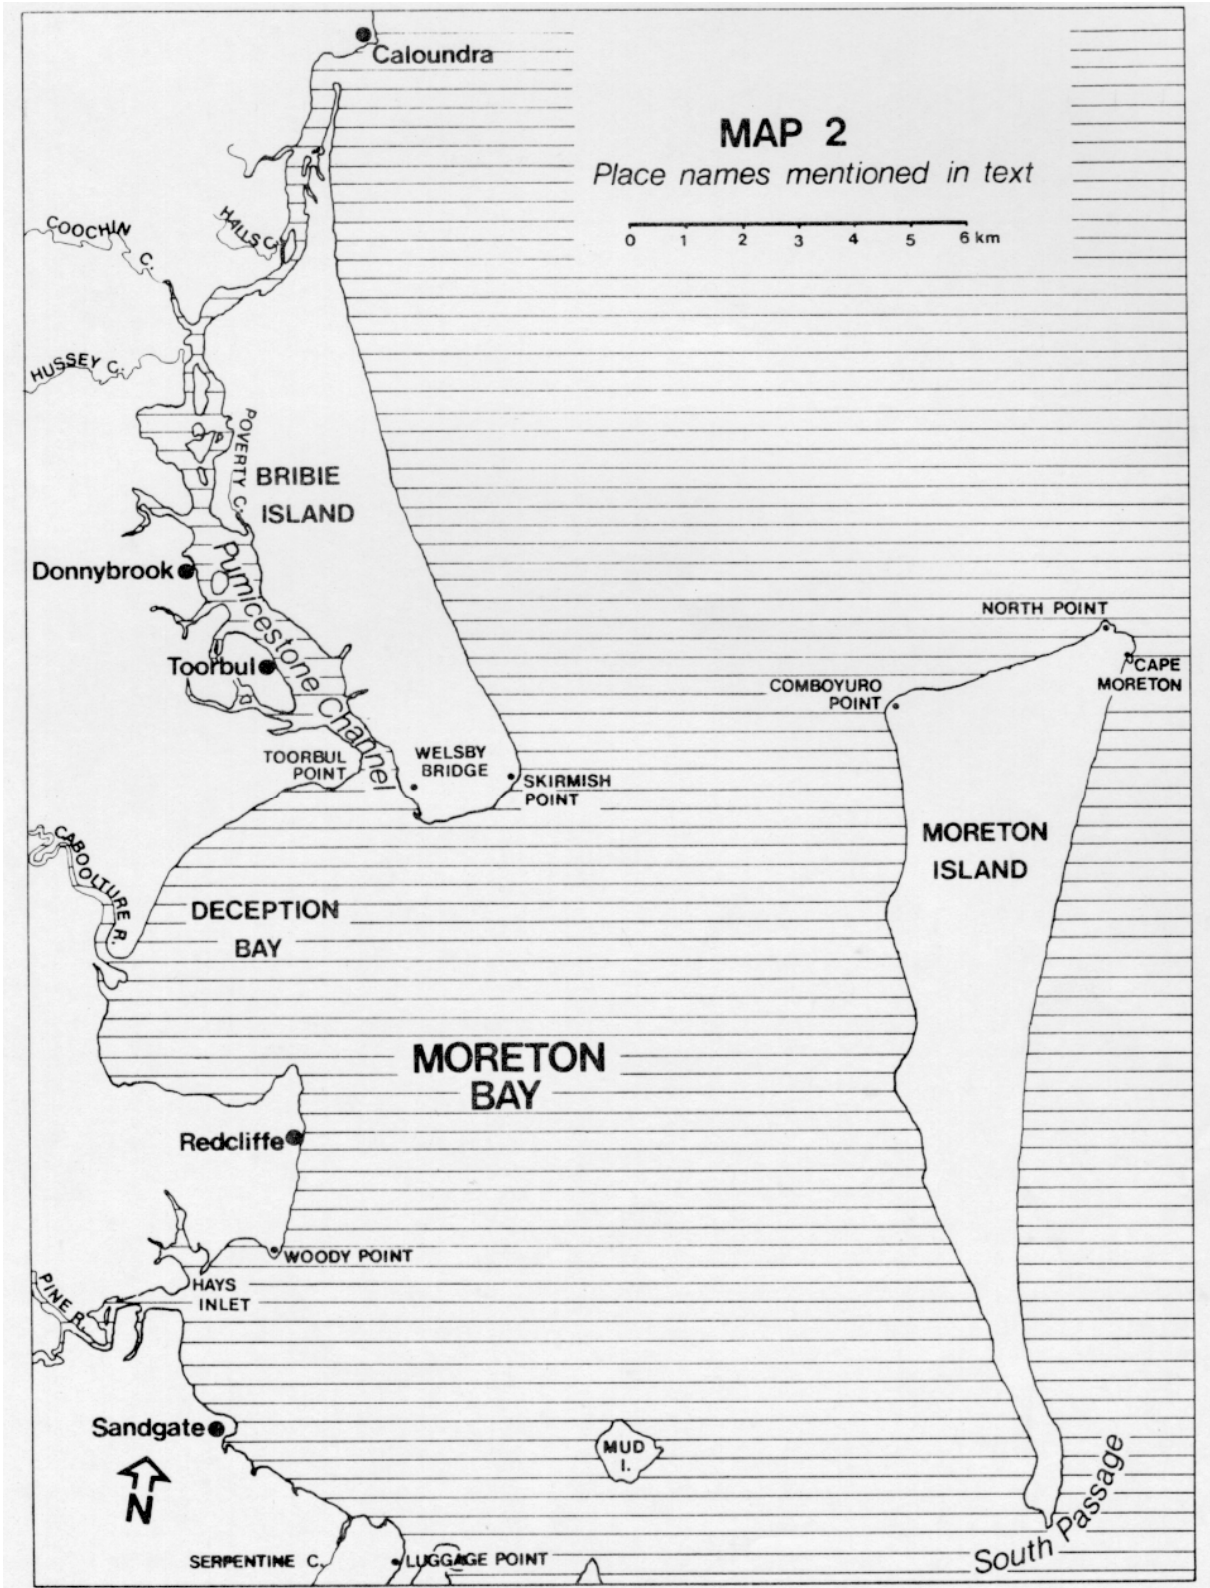 Caloundra
MAP 2
Place names mentioned in text
0 1 2 3 4 5 6 km
COOCHIN
C.
HALLS C.
HUSSEY C.
POVERTY C.
BRIBIE
ISLAND
Donnybrook
Pumicestone Channel
Toorbul
NORTH POINT
CAPE
MORETON
COMBOYURO
POINT
TOORBUL
POINT
WELSBY
BRIDGE
SKIRMISH
POINT
MORETON
ISLAND
CABOOLTURE R.
DECEPTION
BAY
MORETON
BAY
Redcliffe
WOODY POINT
HAYS
INLET
PINE R.
Sandgate
MUD
I.
N
South Passage
SERPENTINE C.
LUGGAGE POINT